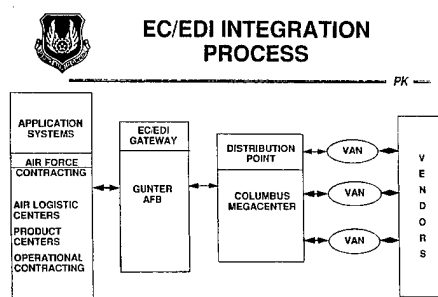 EC/EDI INTEGRATION
PROCESS
PK
APPLICATION
SYSTEMS
AIR FORCE
CONTRACTING
AIR LOGISTIC
CENTERS
PRODUCT
CENTERS
OPERATIONAL
CONTRACTING
EC/EDI
GATEWAY
GUNTER
AFB
DISTRIBUTION
POINT
COLUMBUS
MEGACENTER
VAN
VAN
VAN
V
E
N
D
O
R
S